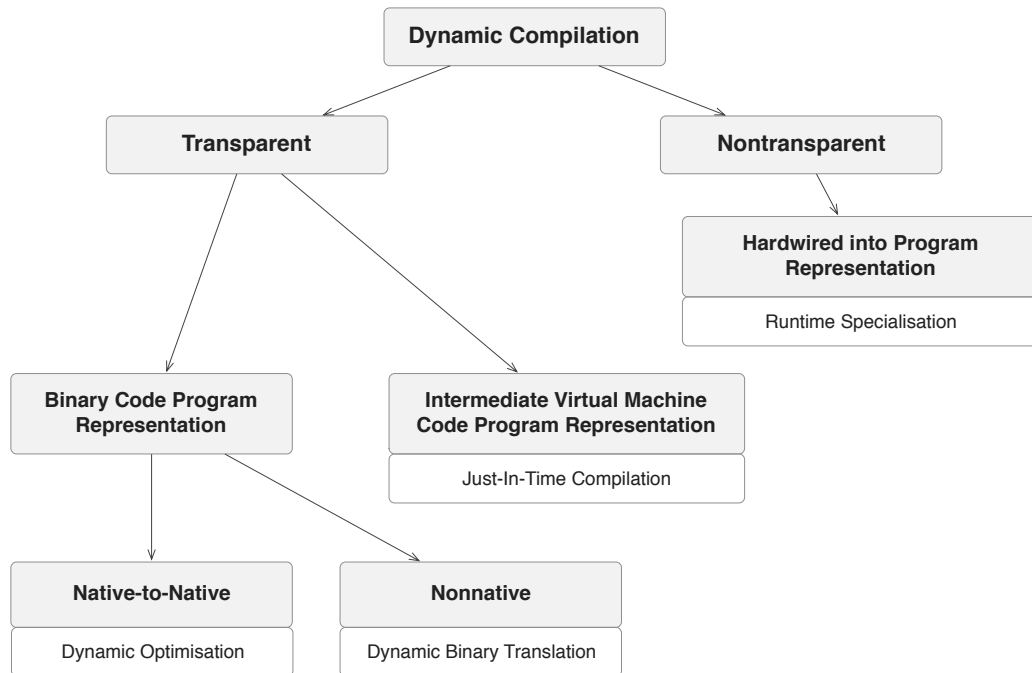 Dynamic Compilation
Transparent
Nontransparent
Hardwired into Program
Representation
Runtime Specialisation
Binary Code Program
Representation
Intermediate Virtual Machine
Code Program Representation
Just-In-Time Compilation
Native-to-Native
Dynamic Optimisation
Nonnative
Dynamic Binary Translation